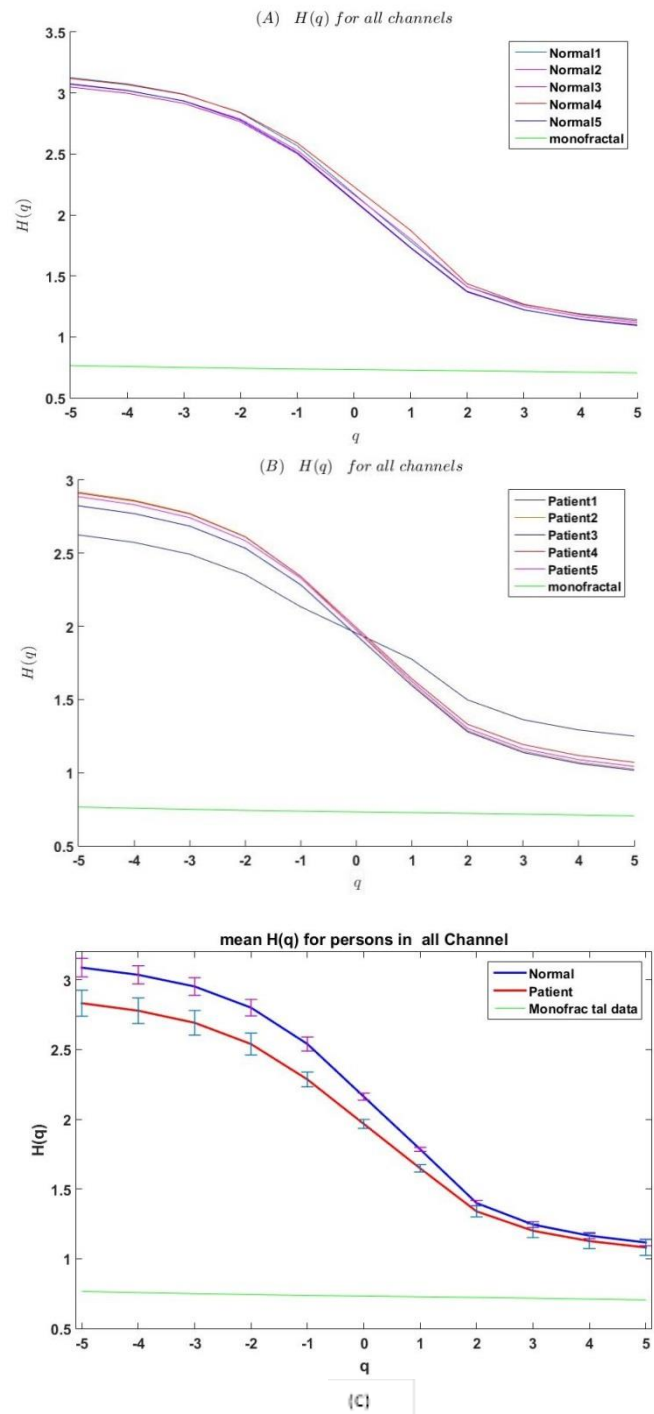 (A) H(q) for all channels
3.5
3
2.5
2
1.5
1
0.5
H(q)
-5 -4 -3 -2 -1 0 1 2 3 4 5
q
Normal1
Normal2
Normal3
Normal4
Normal5
monofractal
(B) H(q) for all channels
3
2.5
2
1.5
1
0.5
H(q)
-5 -4 -3 -2 -1 0 1 2 3 4 5
q
Patient1
Patient2
Patient3
Patient4
Patient5
monofractal
mean H(q) for persons in all Channel
3
2.5
2
1.5
1
0.5
H(q)
-5 -4 -3 -2 -1 0 1 2 3 4 5
q
Normal
Patient
Monofrac tal data
(C)